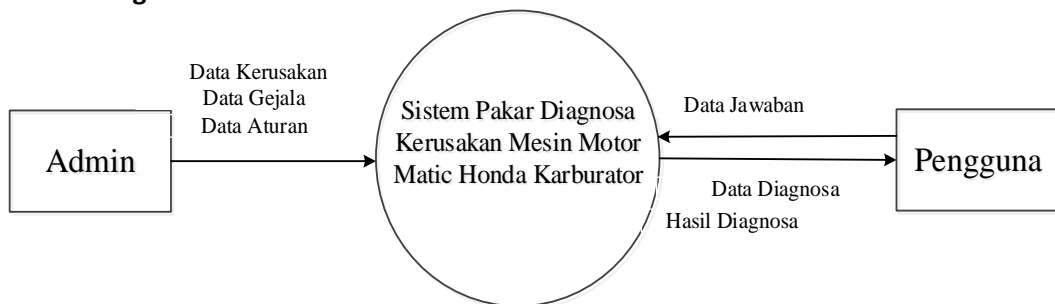 Admin
Data Kerusakan
Data Gejala
Data Aturan
Sistem Pakar Diagnosa
Kerusakan Mesin Motor
Matic Honda Karburator
Data Jawaban
Data Diagnosa
Hasil Diagnosa
Pengguna